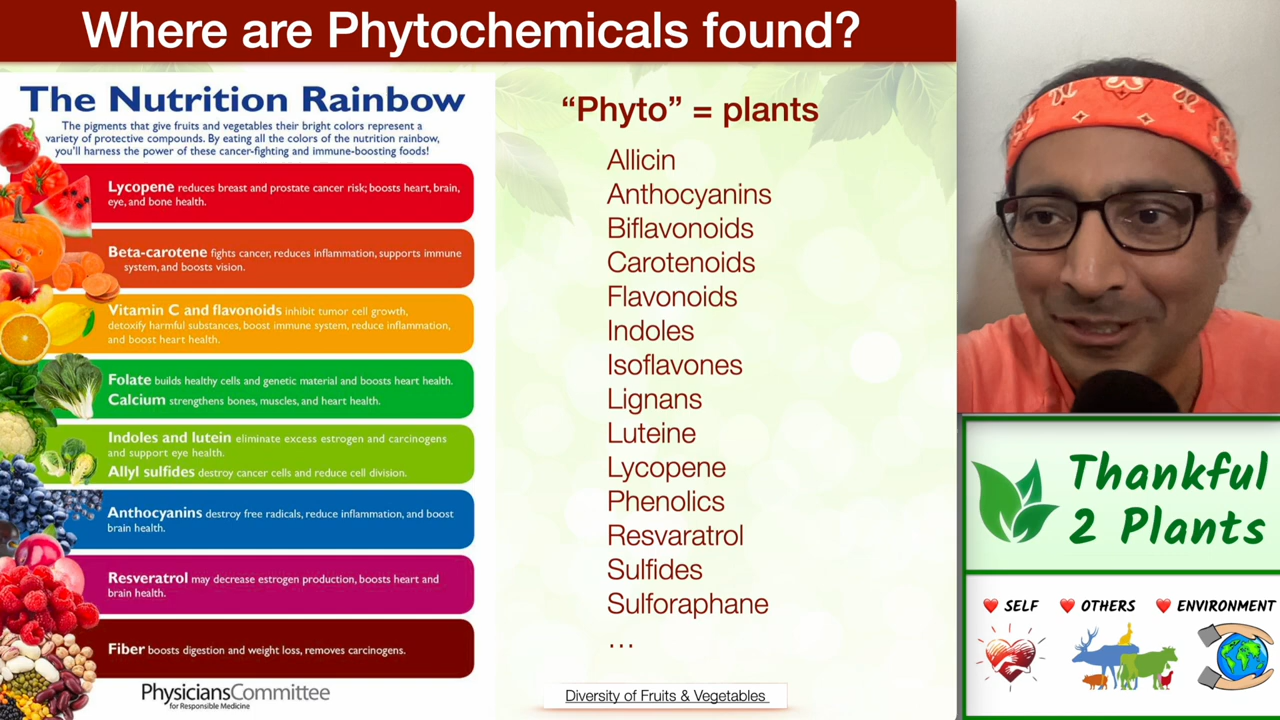 Where are Phytochemicals found?
The Nutrition Rainbow
The pigments that give fruits and vegetables their bright colors represent a
variety of protective compounds. By eating all the colors of the nutrition rainbow,
you'll harness the power of these cancer-fighting and immune-boosting foods!
Lycopene reduces breast and prostate cancer risk; boosts heart, brain,
eye, and bone health.
Beta-carotene fights cancer, reduces inflammation, supports immune
system, and boosts vision.
Vitamin C and flavonoids inhibit tumor cell growth,
detoxify harmful substances, boost immune system, reduce inflammation,
and boost heart health.
Folate builds healthy cells and genetic material and boosts heart health.
Calcium strengthens bones, muscles, and heart health.
Indoles and lutein eliminate excess estrogen and carcinogens
and support eye health.
Allyl sulfides destroy cancer cells and reduce cell division.
Anthocyanins destroy free radicals, reduce inflammation, and boost
brain health.
Resveratrol may decrease estrogen production, boosts heart and
brain health.
Fiber boosts digestion and weight loss, removes carcinogens.
PhysiciansCommittee
for Responsible Medicine
“Phyto” = plants
Allicin
Anthocyanins
Biflavonoids
Carotenoids
Flavonoids
Indoles
Isoflavones
Lignans
Luteine
Lycopene
Phenolics
Resvaratrol
Sulfides
Sulforaphane
…
Diversity of Fruits & Vegetables
Thankful
2 Plants
SELF
OTHERS
ENVIRONMENT